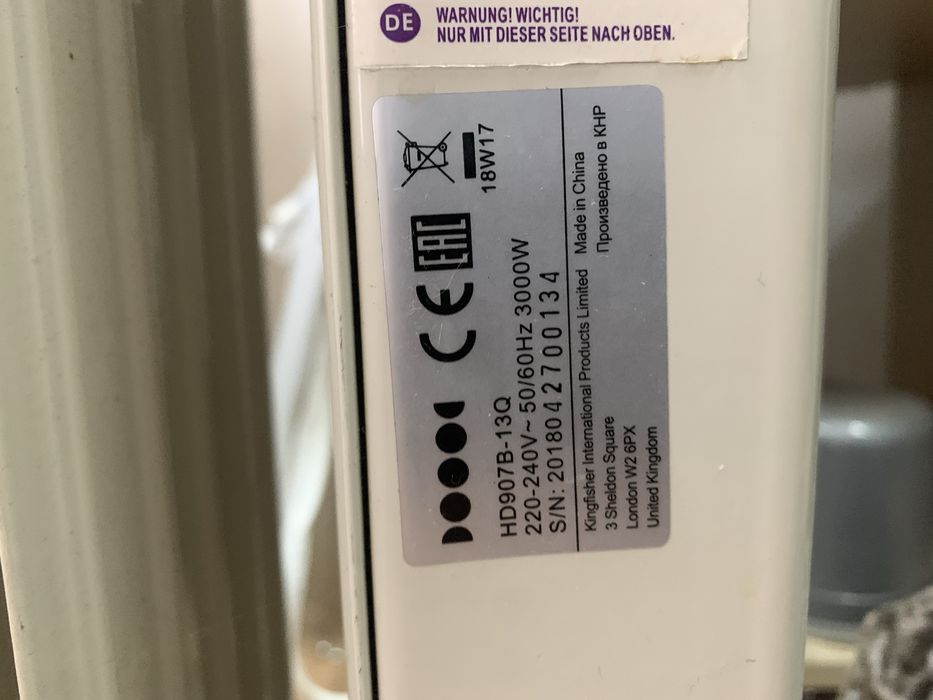 DE
WARNUNG! WICHTIG!
NUR MIT DIESER SEITE NACH OBEN.
CE EAC
18W17
HD907B-13Q
220-240V~ 50/60Hz 3000W
S/N: 2018042700134
Kingfisher International Products Limited
3 Sheldon Square
London W2 6PX
United Kingdom
Made in China
Произведено в КНР